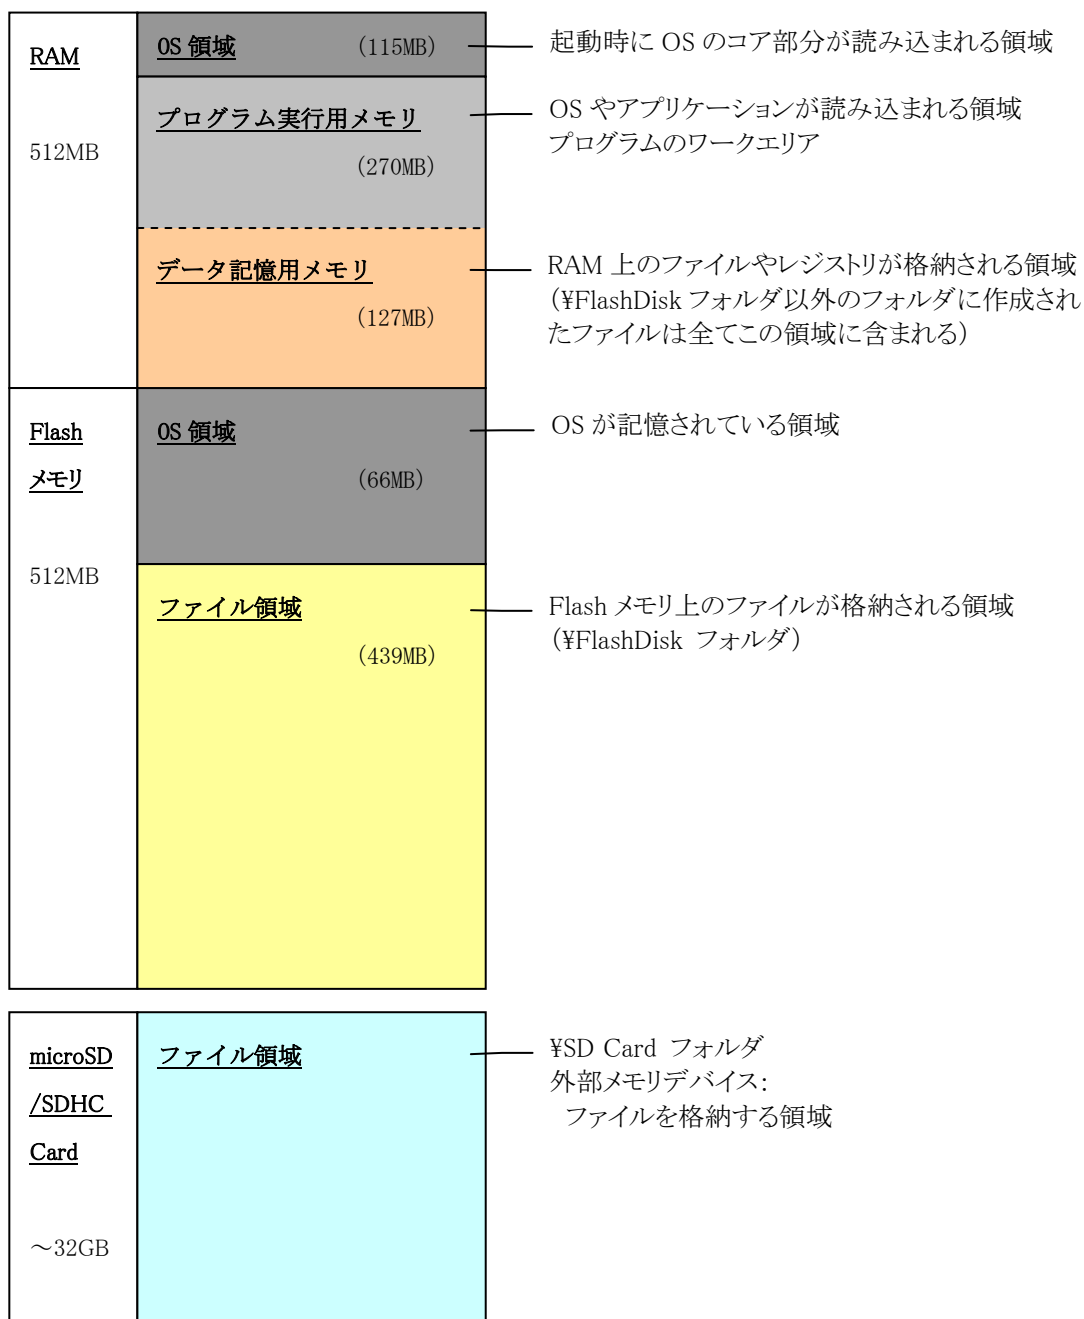 RAM
512MB
OS 領域 (115MB)
起動時に OS のコア部分が読み込まれる領域
プログラム実行用メモリ
(270MB)
OS やアプリケーションが読み込まれる領域
プログラムのワークエリア
データ記憶用メモリ
(127MB)
RAM 上のファイルやレジストリが格納される領域
(¥FlashDisk フォルダ以外のフォルダに作成され
たファイルは全てこの領域に含まれる)
Flash
メモリ
512MB
OS 領域
(66MB)
OS が記憶されている領域
ファイル領域
(439MB)
Flash メモリ上のファイルが格納される領域
(¥FlashDisk フォルダ)
microSD
/SDHC
Card
～32GB
ファイル領域
¥SD Card フォルダ
外部メモリデバイス:
ファイルを格納する領域